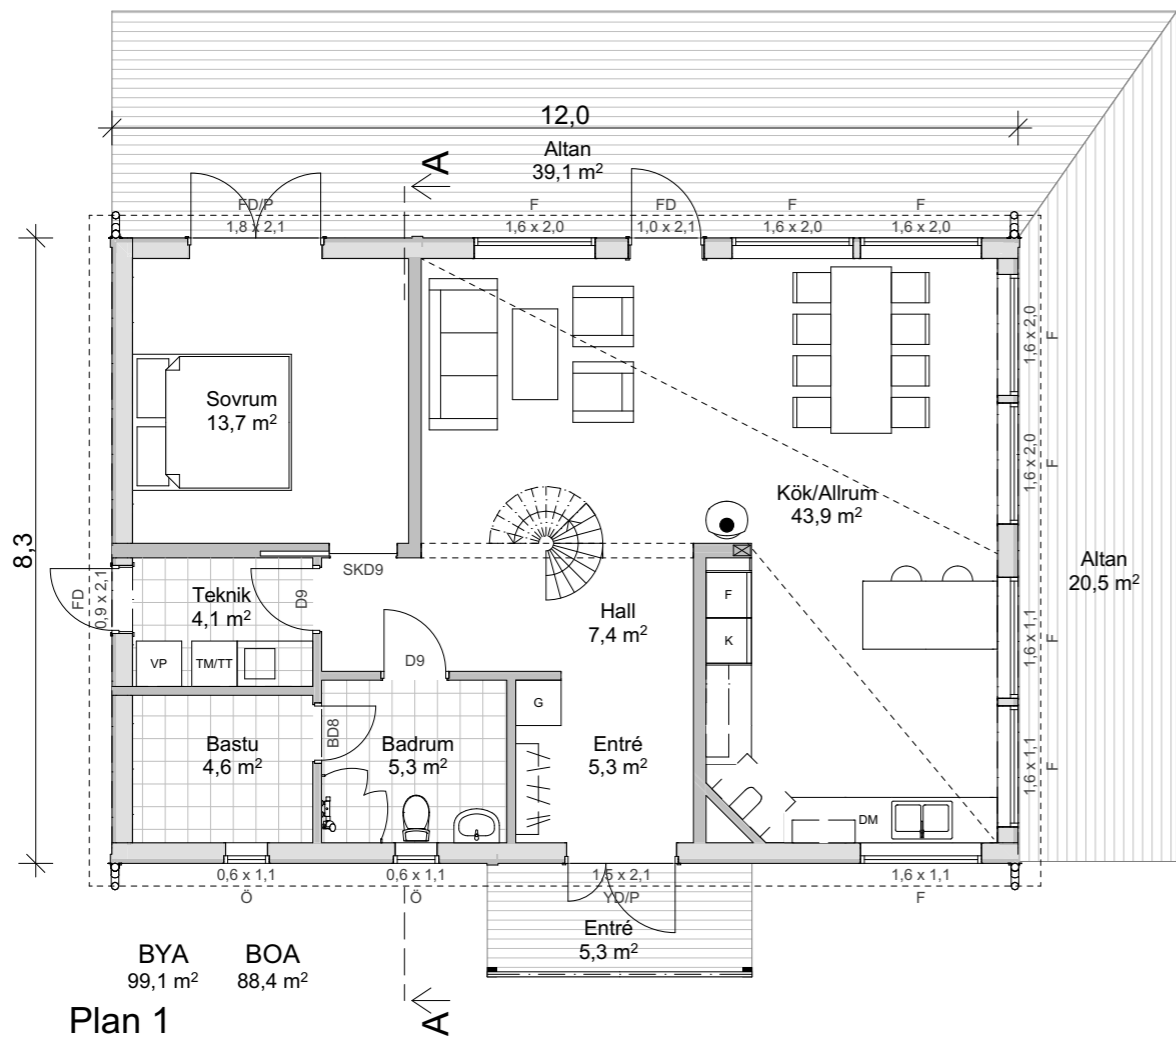 12,0
Altan
39,1 m²
A
FD/P
1,8 x 2,1
F
1,6 x 2,0
FD
1,0 x 2,1
F
1,6 x 2,0
F
1,6 x 2,0
8,3
Sovrum
13,7 m²
1,6 x 2,0
F
1,6 x 2,0
F
Kök/Allrum
43,9 m²
Altan
20,5 m²
SKD9
FD
0,9 x 2,1
Teknik
4,1 m²
D9
VP
TM/TT
D9
Hall
7,4 m²
F
K
1,6 x 1,1
F
G
Bastu
4,6 m²
BD8
Badrum
5,3 m²
Entré
5,3 m²
1,6 x 1,1
F
DM
0,6 x 1,1
Ö
0,6 x 1,1
Ö
1,5 x 2,1
YD/P
1,6 x 1,1
F
Entré
5,3 m²
BYA
99,1 m²
BOA
88,4 m²
Plan 1
A